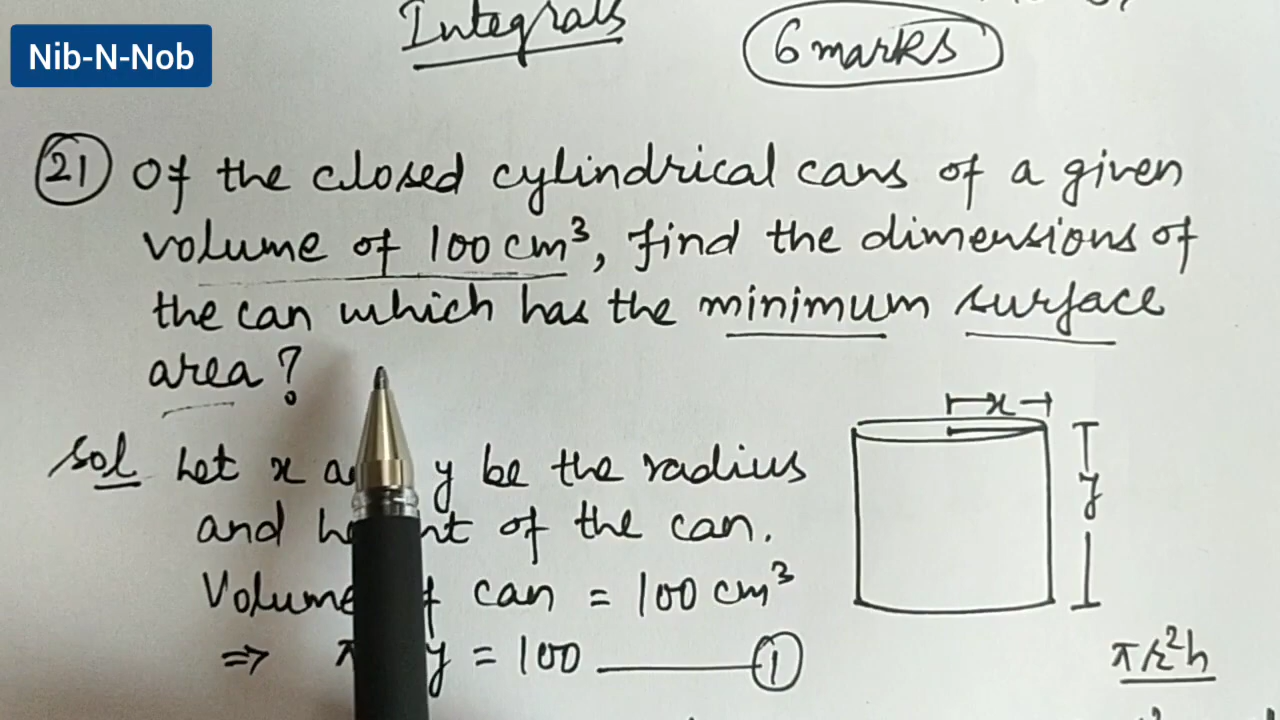 Integrals
6 marks
Nib-N-Nob
(21) Of the closed cylindrical cans of a given
volume of 100 cm³, find the dimensions of
the can which has the minimum surface
area?
x
Sol Let x y be the radius
y
and of the can.
Volume can = 100 cm³
⇒ π y = 100 ——— (1)
πr²h